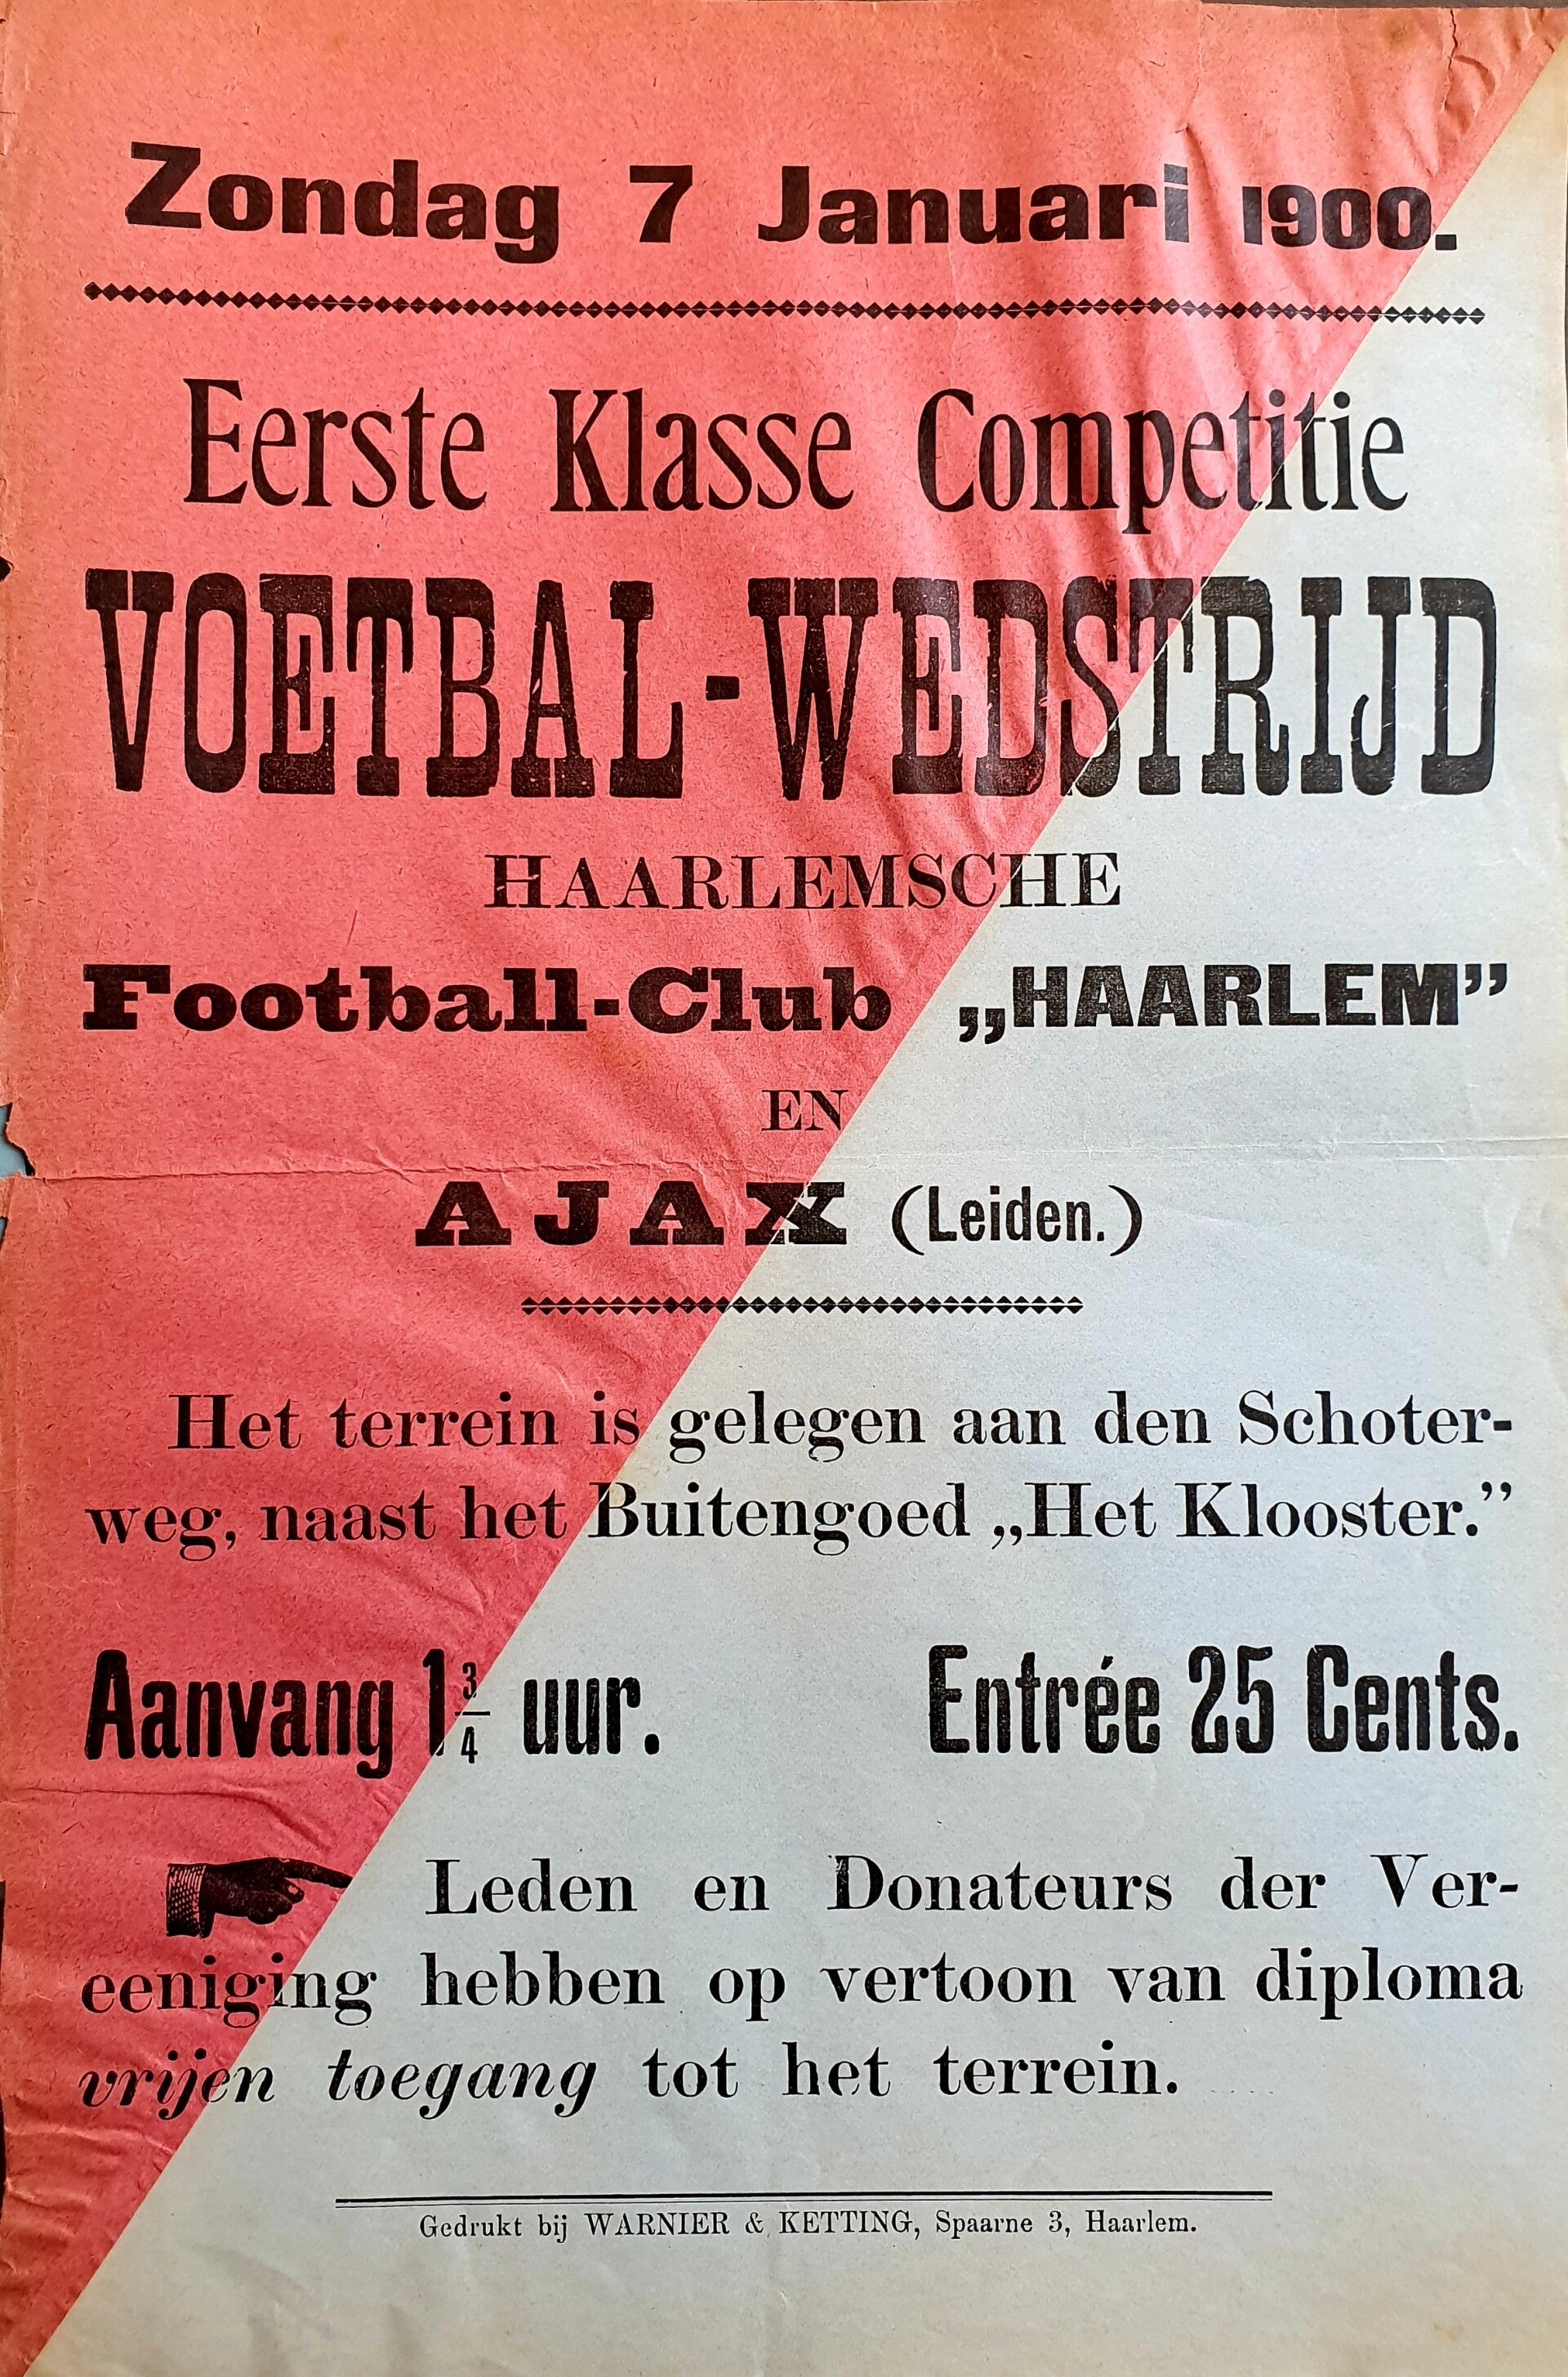 Zondag 7 Januari 1900.
Eerste Klasse Competitie
VOETBAL-WEDSTRIJD
HAARLEMSCHE
Football-Club „HAARLEM”
EN
AJAX (Leiden.)
Het terrein is gelegen aan den Schoter-
weg, naast het Buitengoed „Het Klooster.”
Aanvang 1 3/4 uur. Entrée 25 Cents.
Leden en Donateurs der Ver-
eeniging hebben op vertoon van diploma
vrijen toegang tot het terrein.
Gedrukt bij WARNIER & KETTING, Spaarne 3, Haarlem.